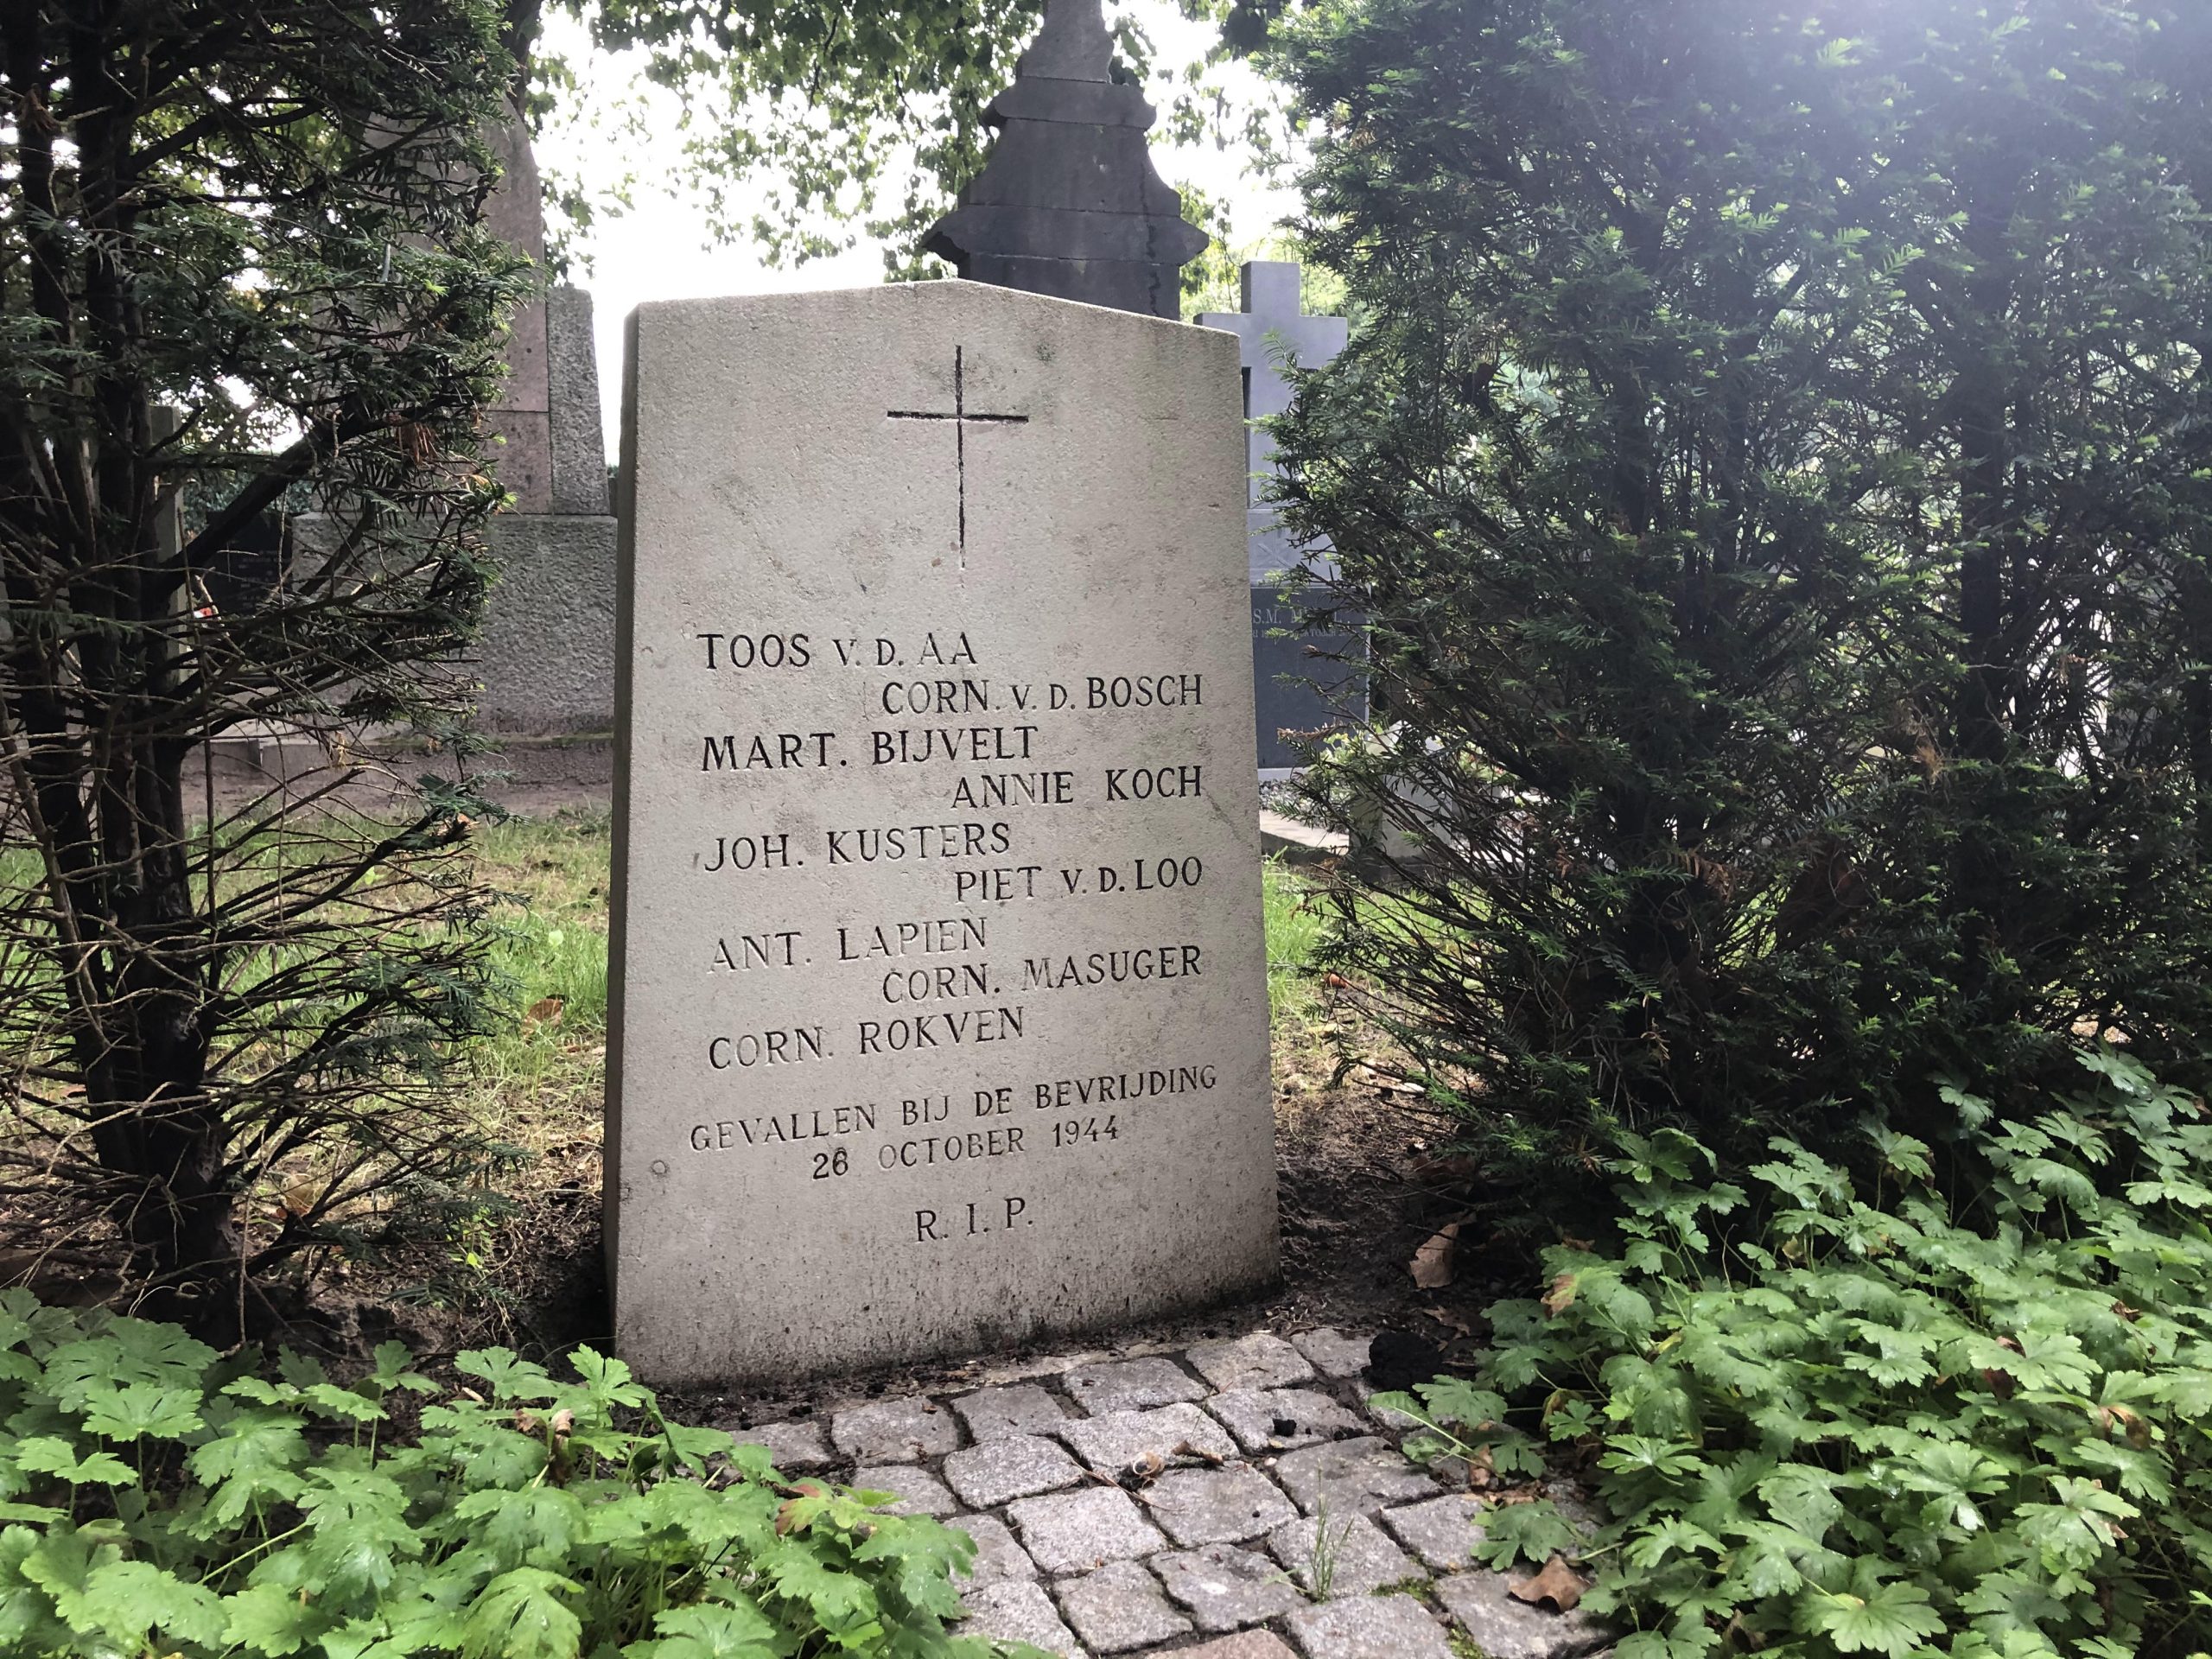 TOOS V. D. AA
CORN. V. D. BOSCH
MART. BIJVELT
ANNIE KOCH
JOH. KUSTERS
PIET V. D. LOO
ANT. LAPIEN
CORN. MASUGER
CORN. ROKVEN
GEVALLEN BIJ DE BEVRIJDING
26 OCTOBER 1944
R. I. P.
S.M.